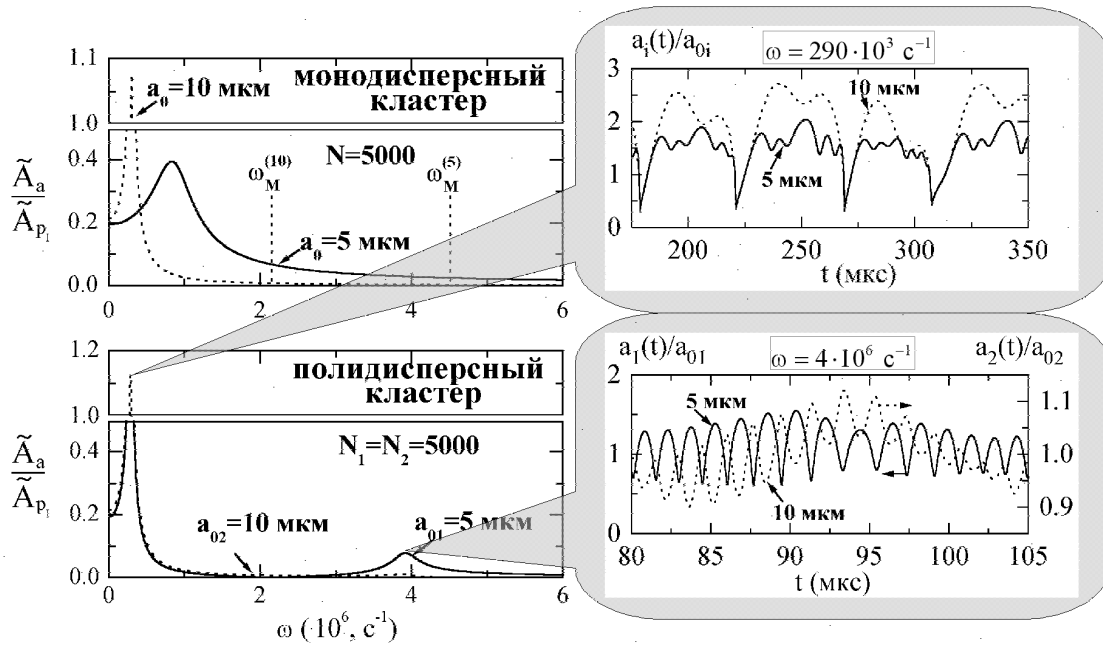 монодисперсный
кластер
a₀=10 мкм
N=5000
ω_M^(10)
ω_M^(5)
a₀=5 мкм
Ã_a
Ã_p₁
1.1
1.0
0.4
0.2
0.0
0 2 4 6
полидисперсный
кластер
N₁=N₂=5000
a₀₂=10 мкм
a₀₁=5 мкм
Ã_a
Ã_p₁
1.2
1.0
0.4
0.2
0.0
0 2 4 6
ω (·10⁶, c⁻¹)
a_i(t)/a_0i
ω = 290·10³ c⁻¹
10 мкм
5 мкм
3
2
1
0
200 250 300 350
t (мкс)
a₁(t)/a₀₁
ω = 4·10⁶ c⁻¹
a₂(t)/a₀₂
5 мкм
10 мкм
2
1
0
1.1
1.0
0.9
80 85 90 95 100 105
t (мкс)